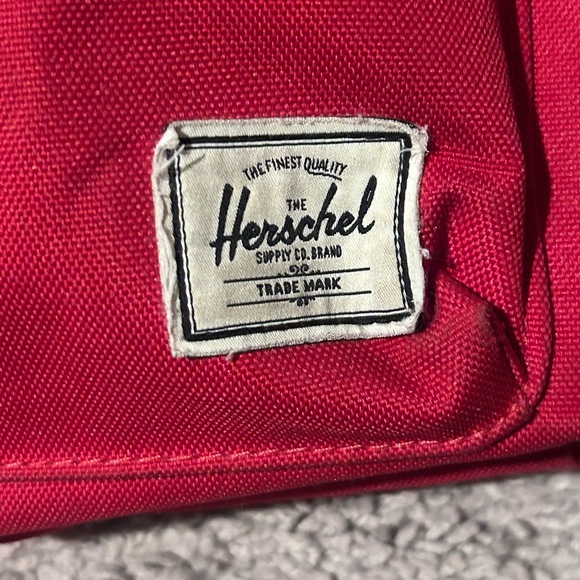 THE FINEST QUALITY
THE
Herschel
SUPPLY CO. BRAND
TRADE MARK